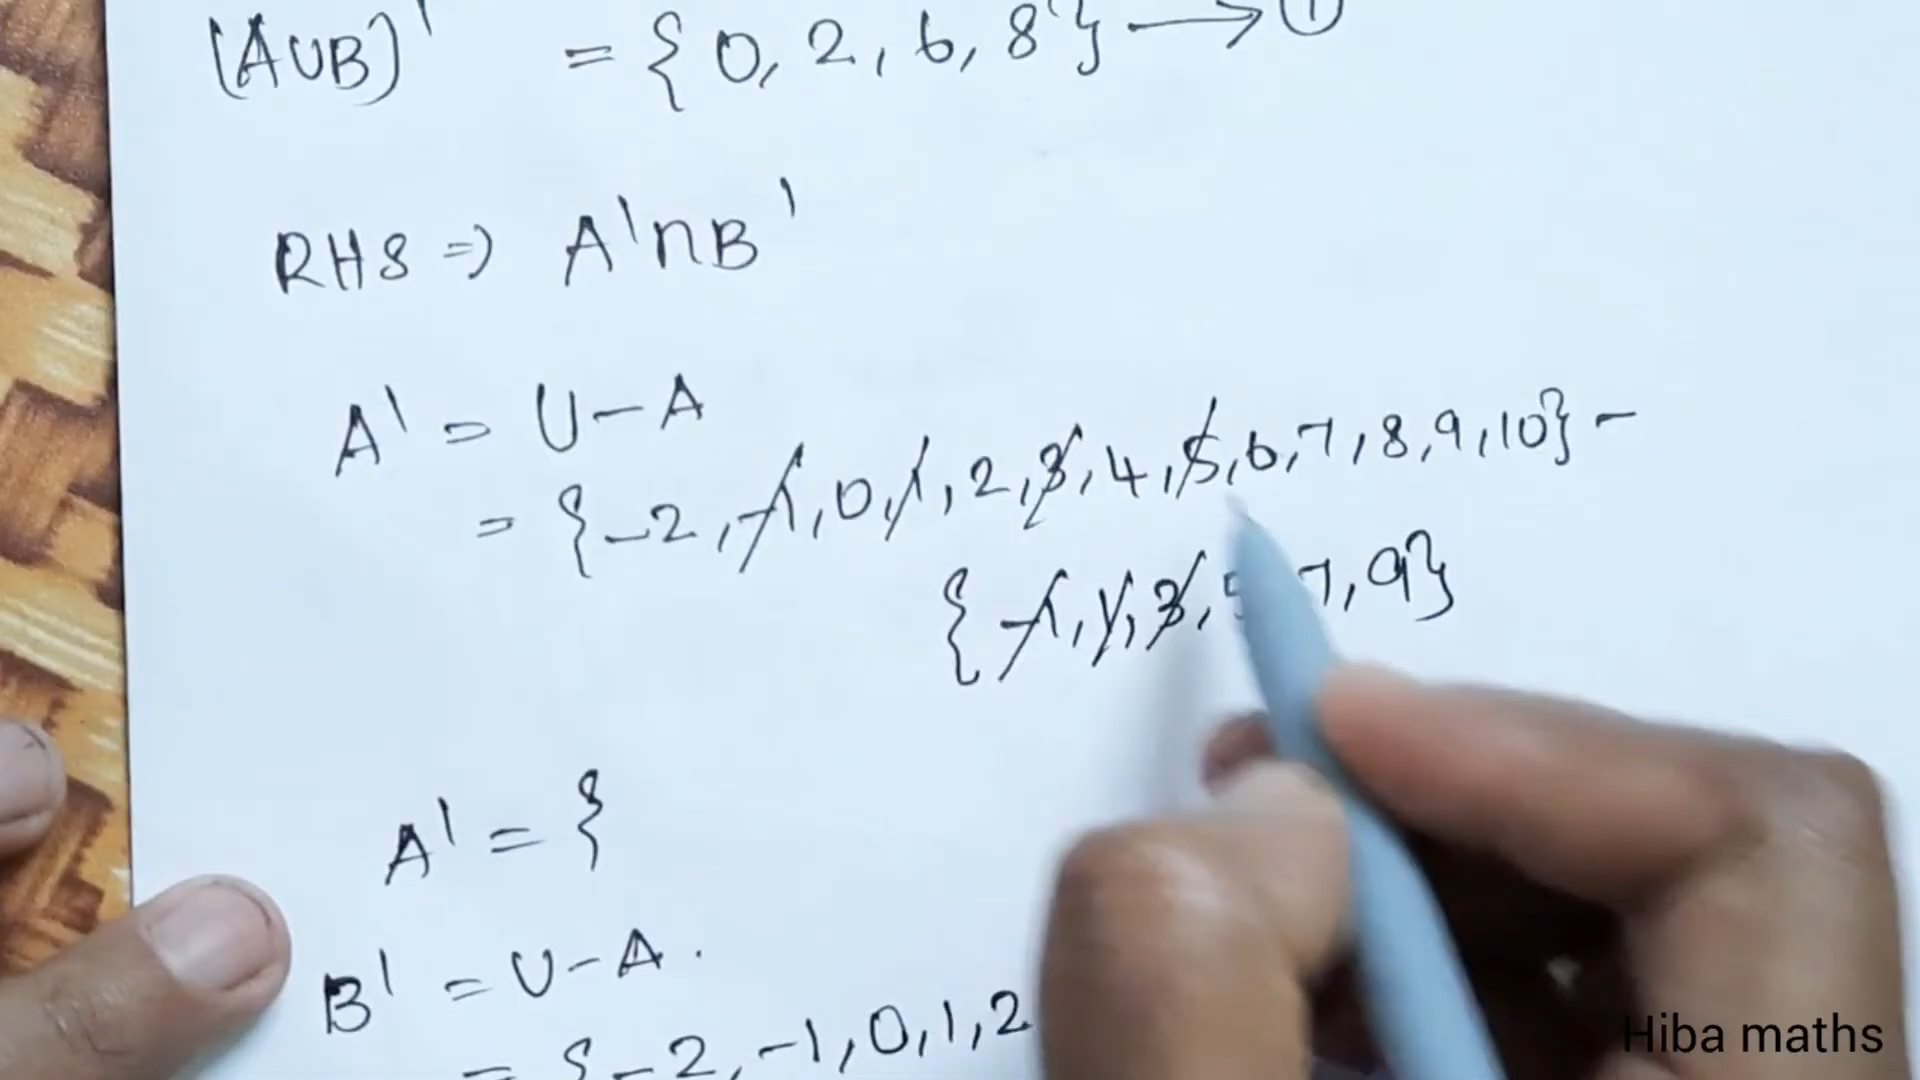 (A∪B)' = {0, 2, 6, 8} → ①
RHS ⇒ A'∩B'
A' = U - A
= {-2, -1, 0, 1, 2, 3, 4, 5, 6, 7, 8, 9, 10} -
{-1, 1, 3, 5, 7, 9}
A' = {
B' = U - A.
= {-2, -1, 0, 1, 2
Hiba maths